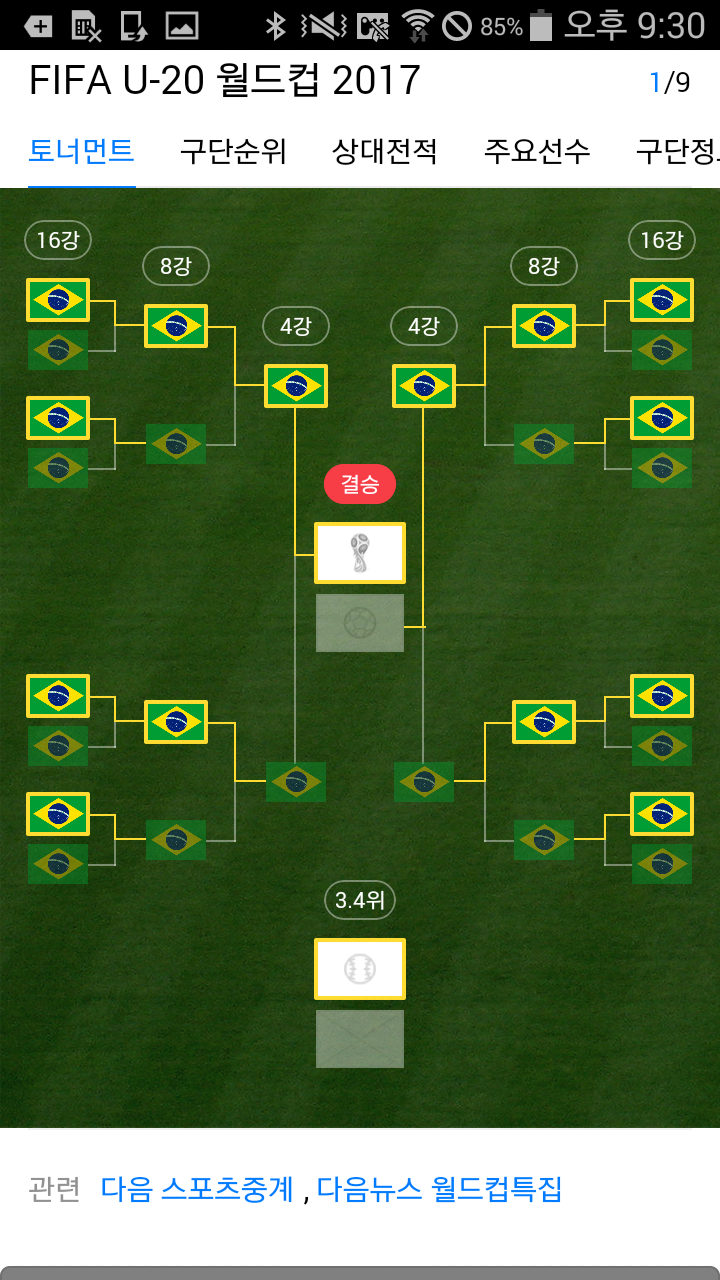 85% 오후 9:30
FIFA U-20 월드컵 2017 1/9
토너먼트 구단순위 상대전적 주요선수 구단정
16강 16강
8강 8강
4강 4강
결승
3.4위
관련 다음 스포츠중계 , 다음뉴스 월드컵특집